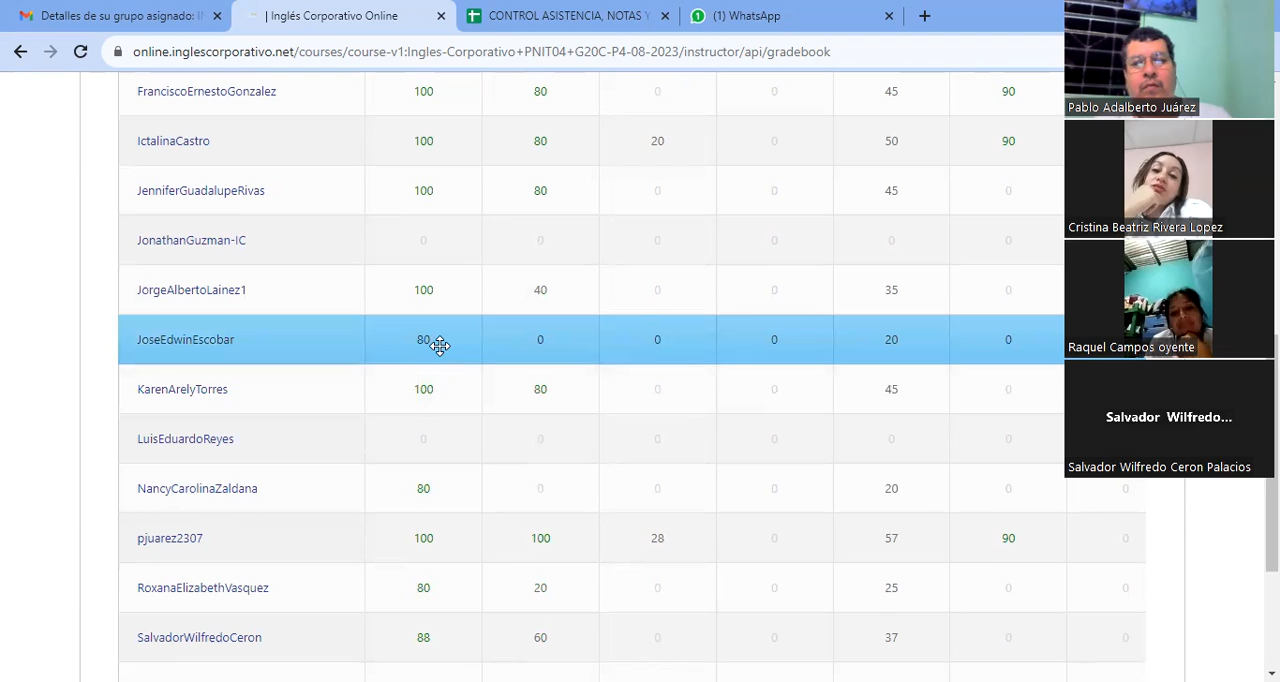 Detalles de su grupo asignado: I
| Inglés Corporativo Online
CONTROL ASISTENCIA, NOTAS Y
(1) WhatsApp
online.inglescorporativo.net/courses/course-v1:Ingles-Corporativo+PNIT04+G20C-P4-03-2023/instructor/api/gradebook
FranciscoErnestoGonzalez 100 80 0 0 45 90
IctalinaCastro 100 80 20 0 50 90
JenniferGuadalupeRivas 100 80 0 0 45 0
JonathanGuzman-IC 0 0 0 0 0 0
JorgeAlbertoLainez1 100 40 0 0 35 0
JoseEdwinEscobar 80 0 0 0 20 0
KarenArelyTorres 100 80 0 0 45 0
LuisEduardoReyes 0 0 0 0 0 0
NancyCarolinaZaldana 80 0 0 0 20 0 0
pjuarez2307 100 100 28 0 57 90 0
RoxanaElizabethVasquez 80 20 0 0 25 0 0
SalvadorWilfredoCeron 88 60 0 0 37 0 0
Pablo Adalberto Juárez
Cristina Beatriz Rivera Lopez
Raquel Campos oyente
Salvador Wilfredo...
Salvador Wilfredo Ceron Palacios